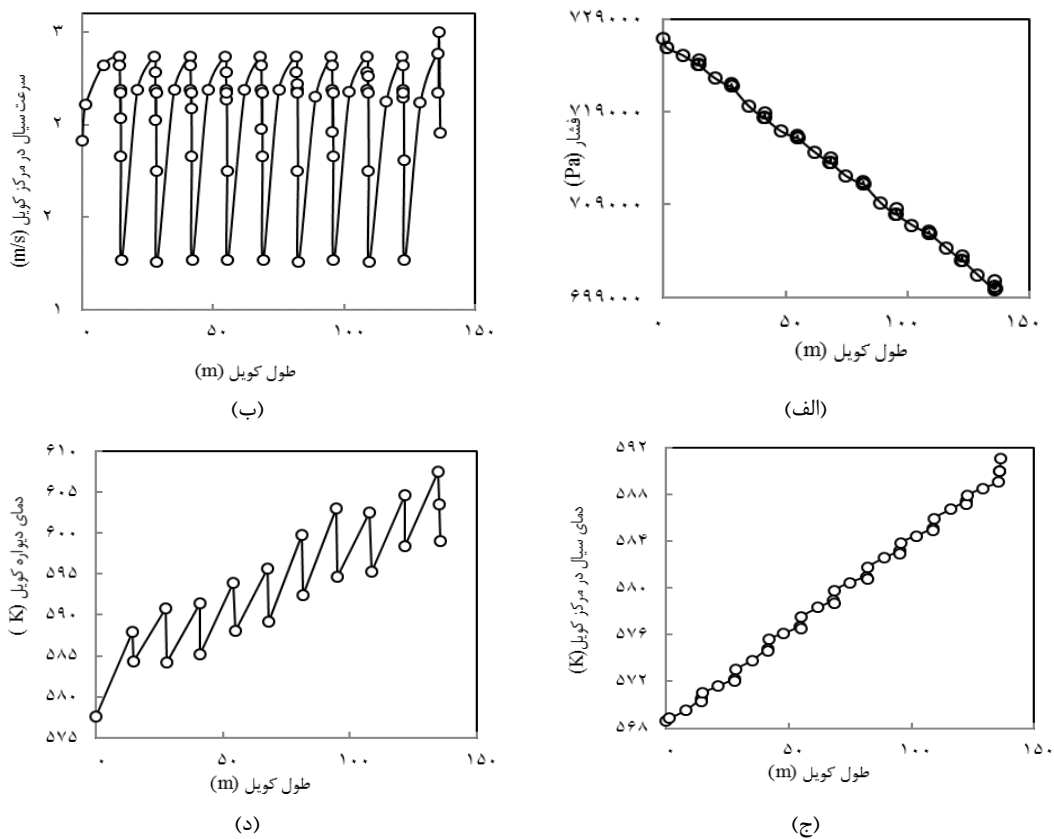 ۷۲۹۰۰۰
۷۱۹۰۰۰
۷۰۹۰۰۰
۶۹۹۰۰۰
فشار (Pa)
۰ ۵۰ ۱۰۰ ۱۵۰
طول کویل (m)
(الف)
۳
۲
۲
۱
سرعت سیال در مرکز کویل (m/s)
۰ ۵۰ ۱۰۰ ۱۵۰
طول کویل (m)
(ب)
۵۹۲
۵۸۸
۵۸۴
۵۸۰
۵۷۶
۵۷۲
۵۶۸
دمای سیال در مرکز کویل(K)
۰ ۵۰ ۱۰۰ ۱۵۰
طول کویل (m)
(ج)
۶۱۰
۶۰۵
۶۰۰
۵۹۵
۵۹۰
۵۸۵
۵۸۰
۵۷۵
دمای دیواره کویل (K )
۰ ۵۰ ۱۰۰ ۱۵۰
طول کویل (m)
(د)